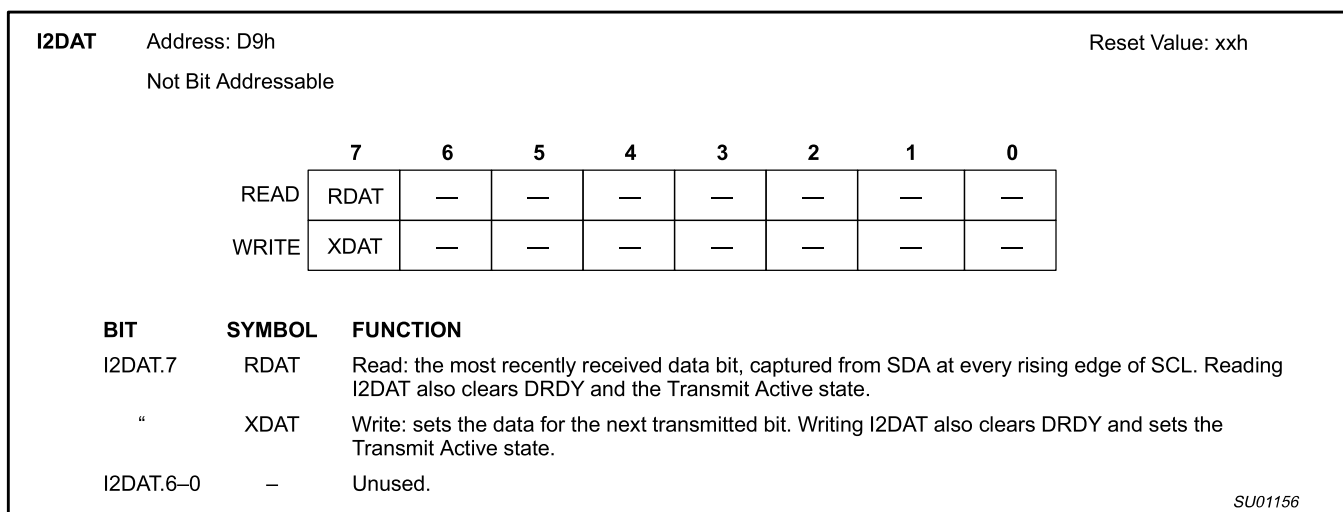 I2DAT Address: D9h Reset Value: xxh
Not Bit Addressable
7 6 5 4 3 2 1 0
READ RDAT — — — — — — —
WRITE XDAT — — — — — — —
BIT SYMBOL FUNCTION
I2DAT.7 RDAT Read: the most recently received data bit, captured from SDA at every rising edge of SCL. Reading
I2DAT also clears DRDY and the Transmit Active state.
“ XDAT Write: sets the data for the next transmitted bit. Writing I2DAT also clears DRDY and sets the
Transmit Active state.
I2DAT.6–0 – Unused.
SU01156